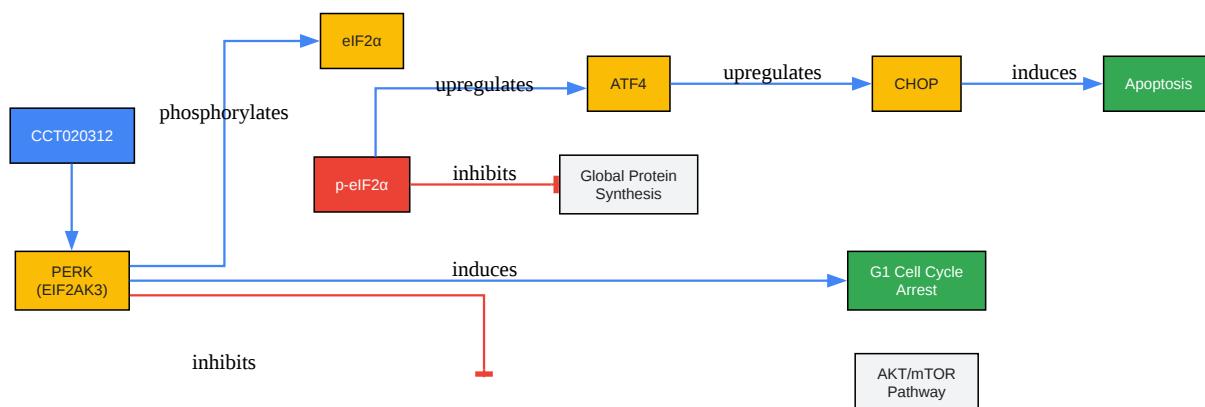 eIF2α
upregulates
ATF4
upregulates
CHOP
induces
Apoptosis
phosphorylates
CCT020312
p-eIF2α
inhibits
Global Protein
Synthesis
PERK
(EIF2AK3)
induces
G1 Cell Cycle
Arrest
inhibits
AKT/mTOR
Pathway